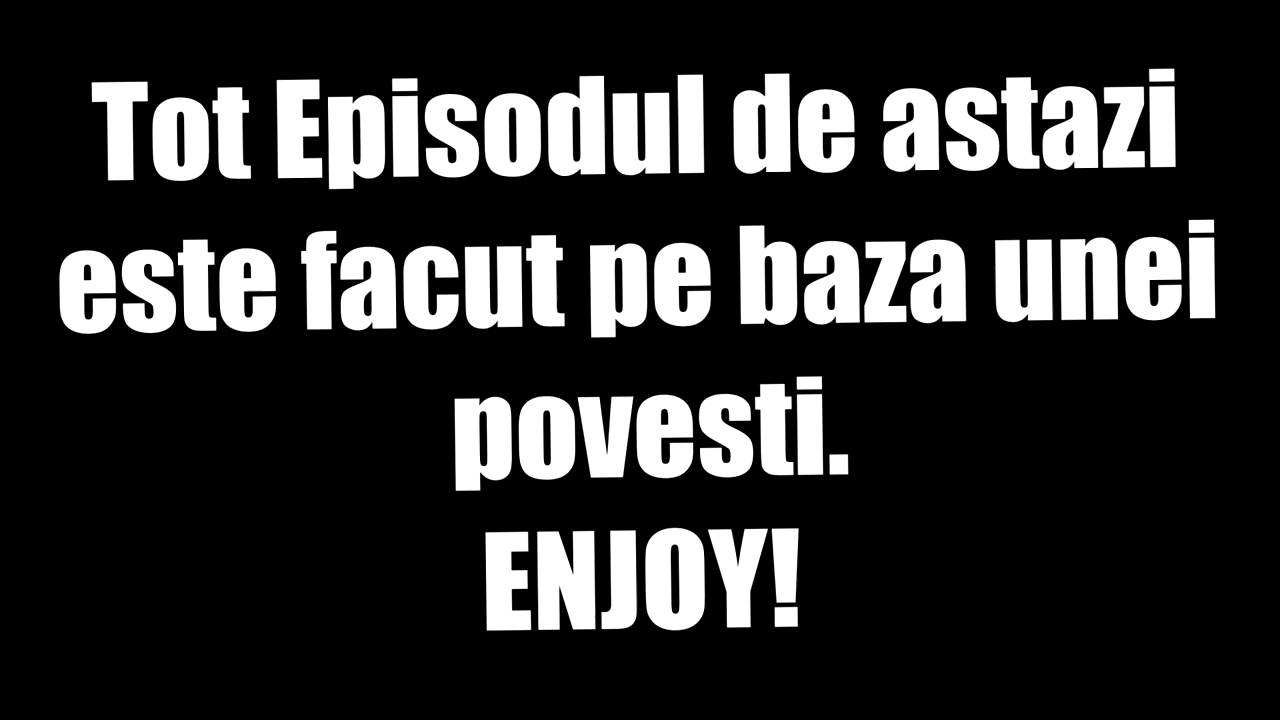 Tot Episodul de astazi
este facut pe baza unei
povesti.
ENJOY!